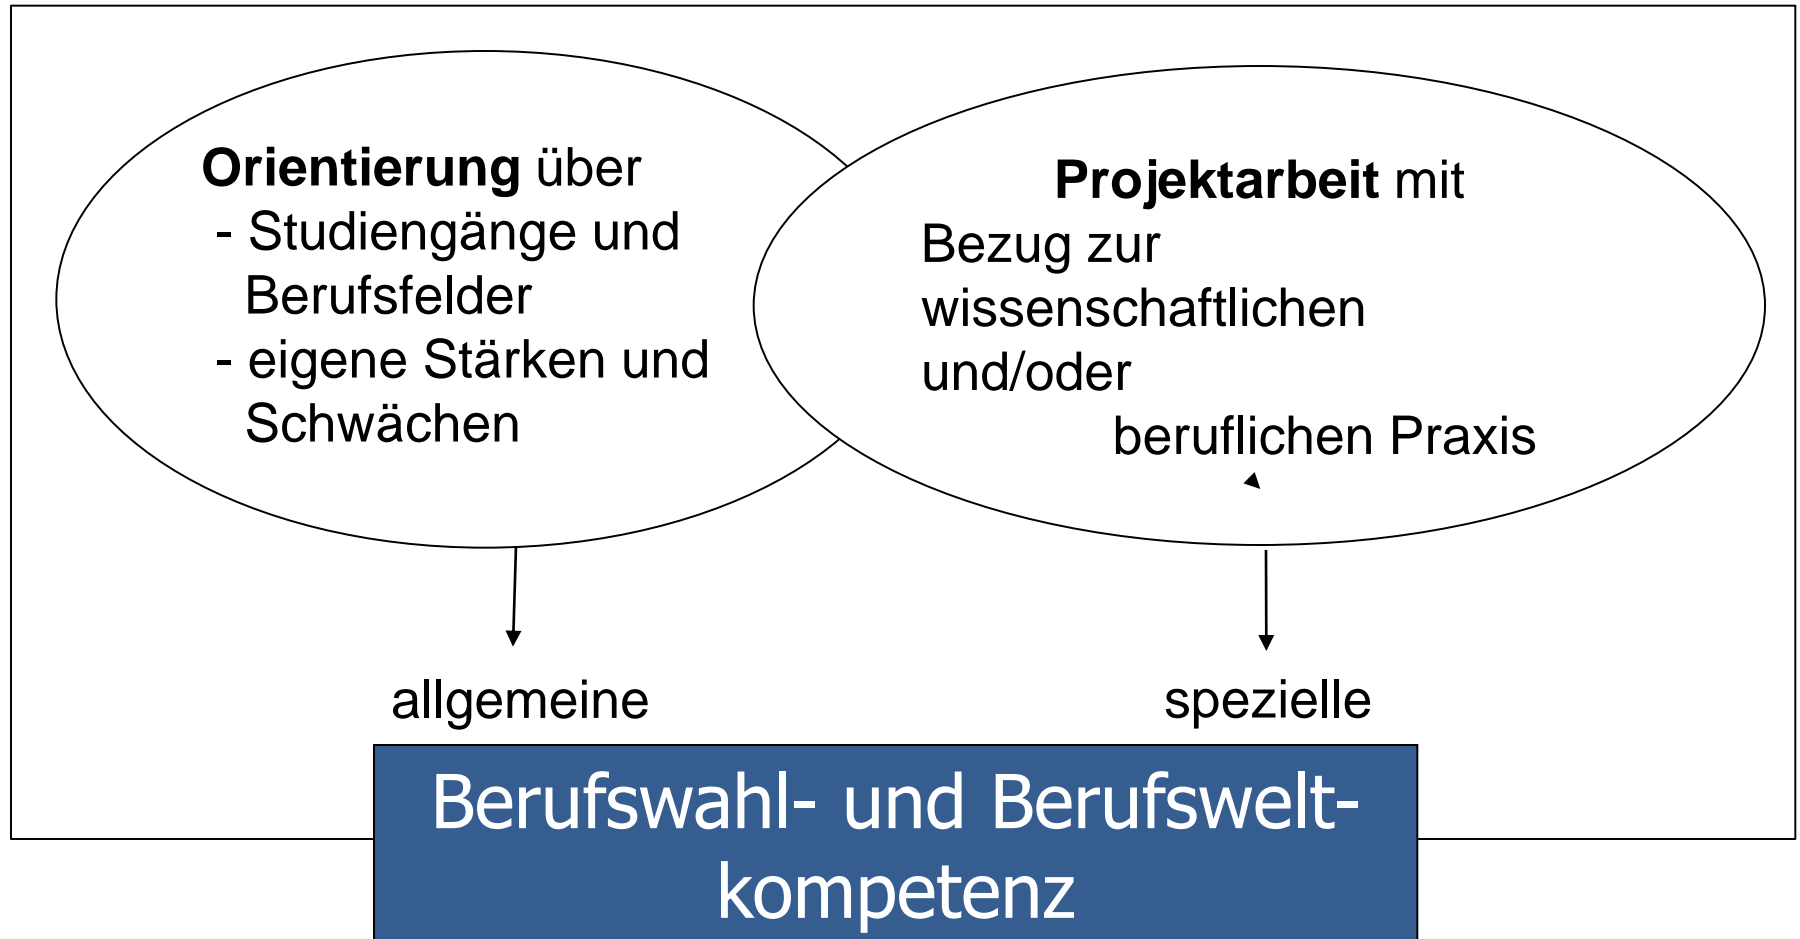 Orientierung über
- Studiengänge und
Berufsfelder
- eigene Stärken und
Schwächen
Projektarbeit mit
Bezug zur
wissenschaftlichen
und/oder
beruflichen Praxis
allgemeine
spezielle
Berufswahl- und Berufswelt-
kompetenz